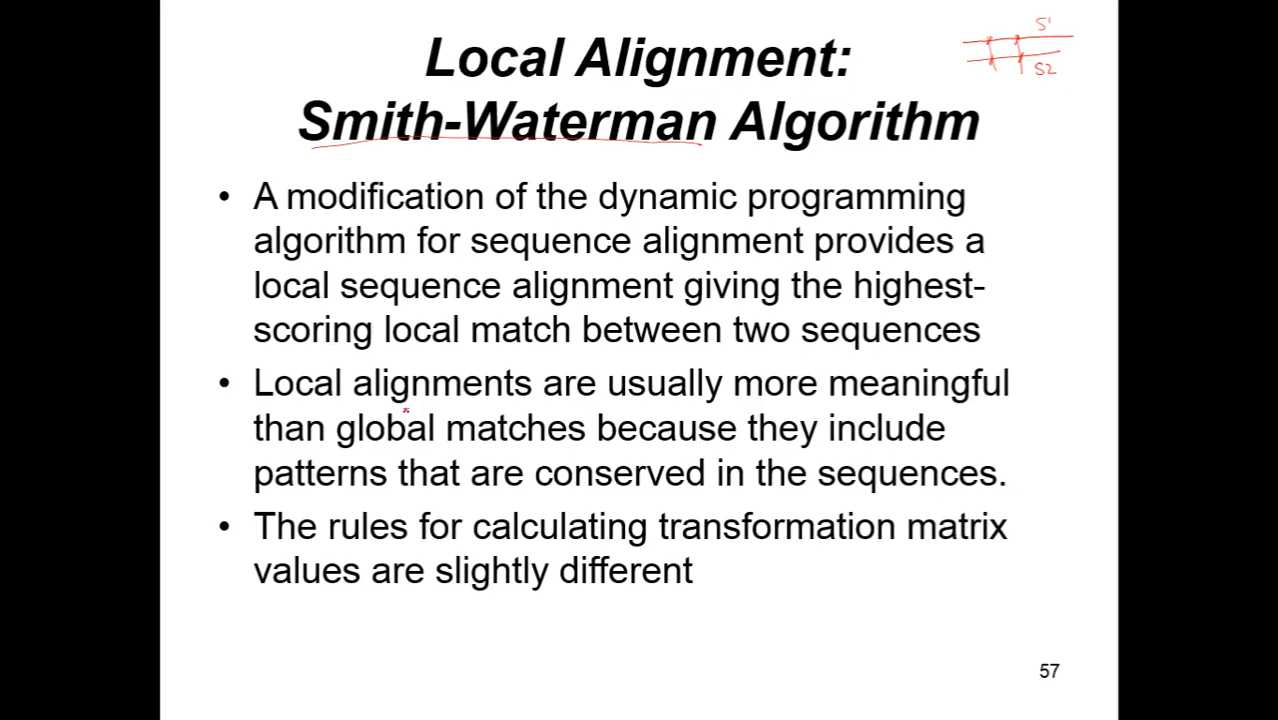 Local Alignment:
S1
S2
Smith-Waterman Algorithm
• A modification of the dynamic programming
algorithm for sequence alignment provides a
local sequence alignment giving the highest-
scoring local match between two sequences
• Local alignments are usually more meaningful
than global matches because they include
patterns that are conserved in the sequences.
• The rules for calculating transformation matrix
values are slightly different
57